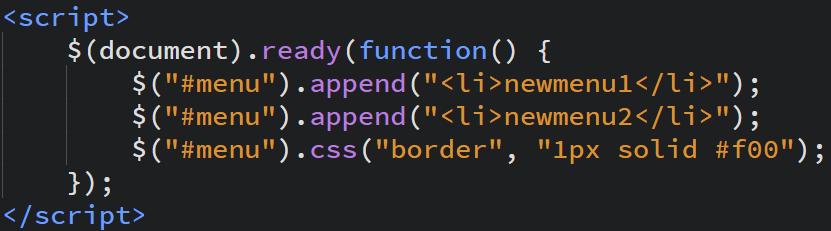 <script>
    $(document).ready(function() {
        $("#menu").append("<li>newmenu1</li>");
        $("#menu").append("<li>newmenu2</li>");
        $("#menu").css("border", "1px solid #f00");
    });
</script>